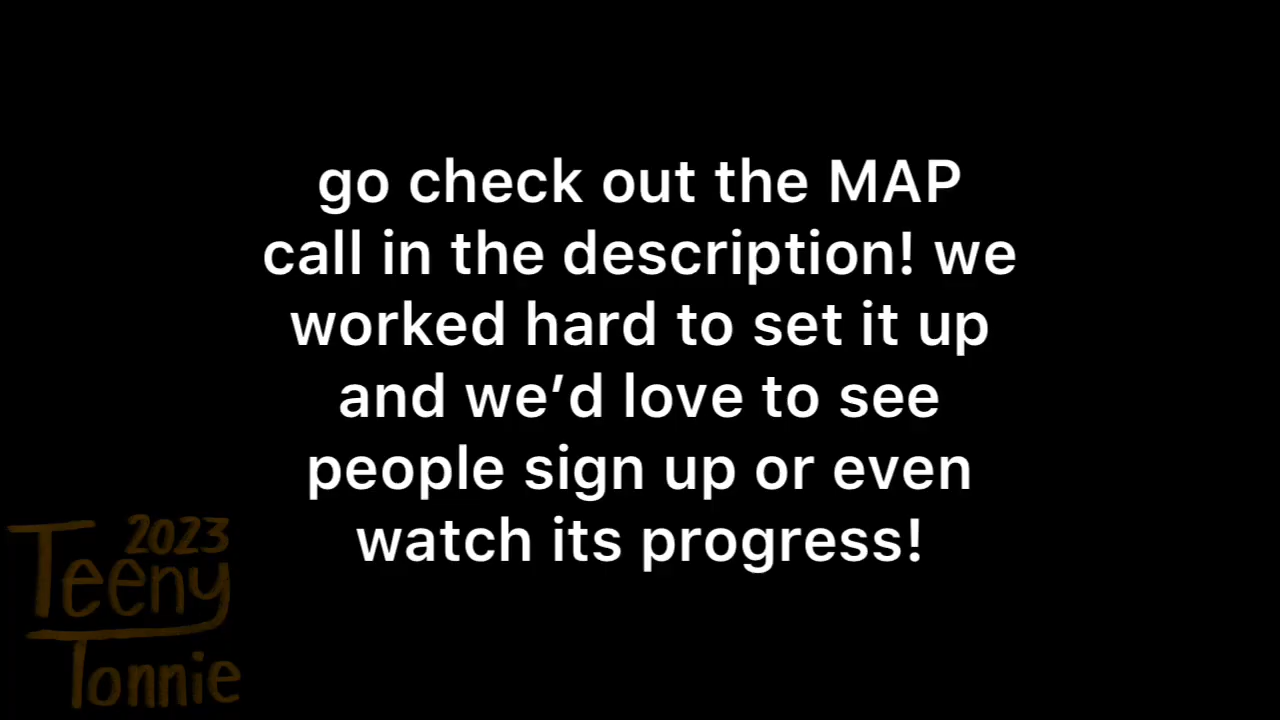 go check out the MAP
call in the description! we
worked hard to set it up
and we’d love to see
people sign up or even
watch its progress!
2023
Teeny
Tonnie